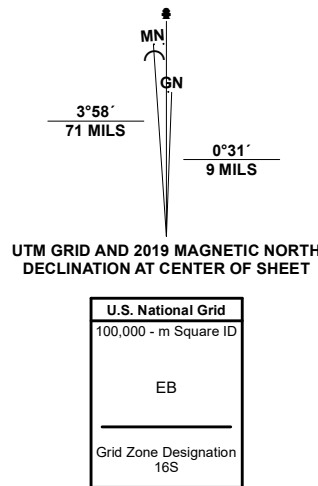 MN
GN
3°58´
71 MILS
0°31´
9 MILS
UTM GRID AND 2019 MAGNETIC NORTH
DECLINATION AT CENTER OF SHEET
U.S. National Grid
100,000 - m Square ID
EB
Grid Zone Designation
16S